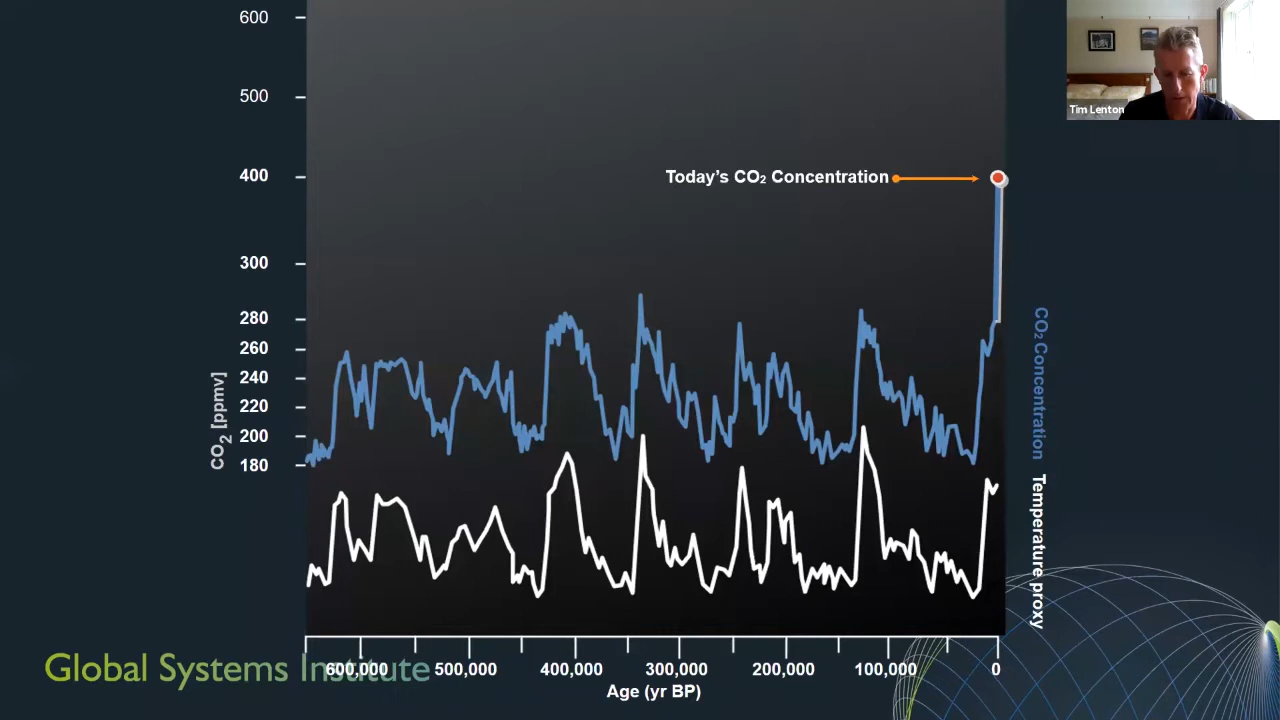 600
500
400
300
280
260
240
220
200
180
CO₂ [ppmv]
Today's CO₂ Concentration
Tim Lenton
CO₂ Concentration
Temperature proxy
600,000 500,000 400,000 300,000 200,000 100,000 0
Age (yr BP)
Global Systems Institute